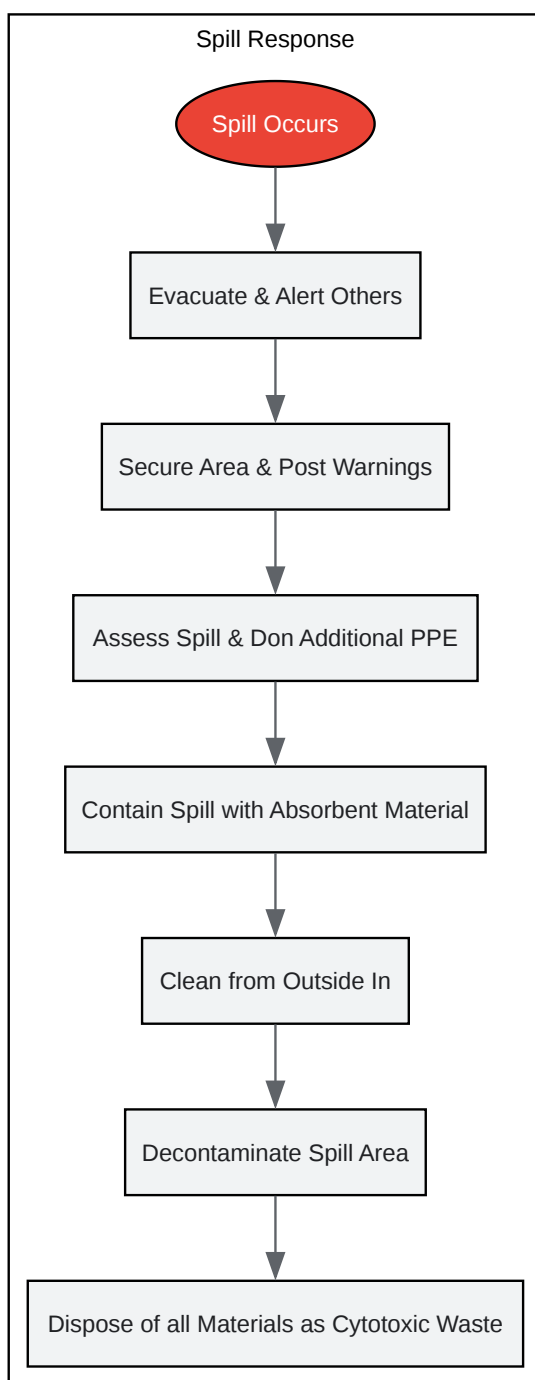 Spill Response
Spill Occurs
Evacuate & Alert Others
Secure Area & Post Warnings
Assess Spill & Don Additional PPE
Contain Spill with Absorbent Material
Clean from Outside In
Decontaminate Spill Area
Dispose of all Materials as Cytotoxic Waste